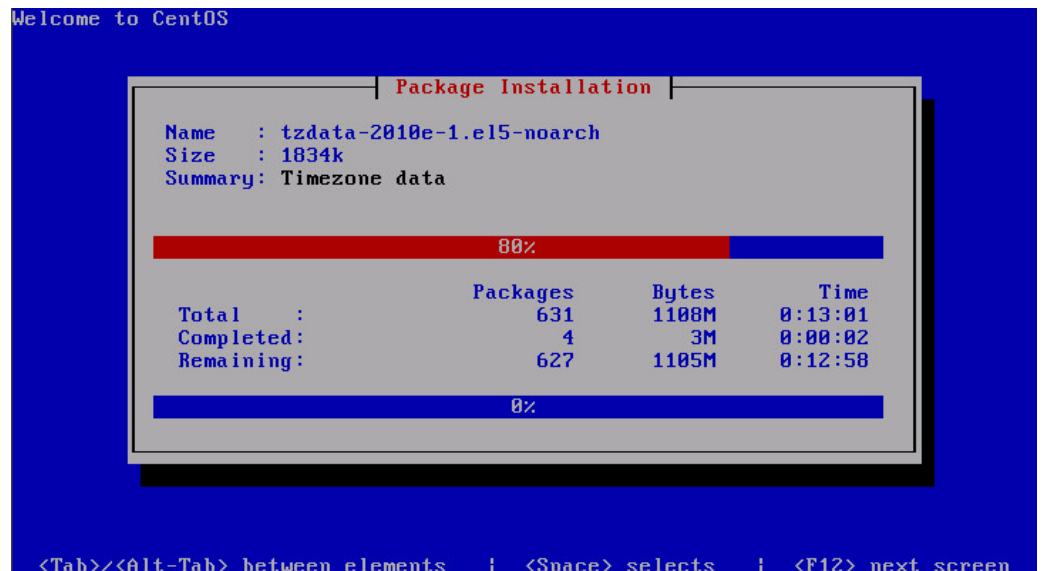 Welcome to CentOS
Package Installation
Name : tzdata-2010e-1.el5-noarch
Size : 1834k
Summary: Timezone data
80%
Packages Bytes Time
Total : 631 1108M 0:13:01
Completed: 4 3M 0:00:02
Remaining: 627 1105M 0:12:58
0%
<Tab>/<Alt-Tab> between elements | <Space> selects | <F12> next screen